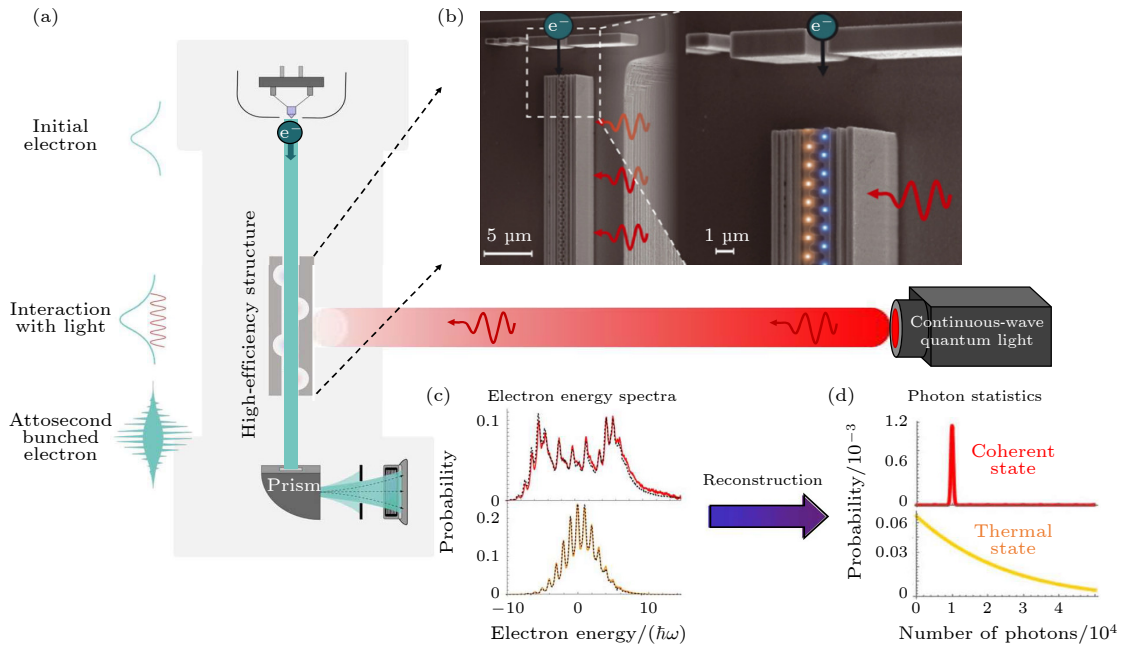 (a)
Initial
electron
e⁻
Interaction
with light
High-efficiency structure
Attosecond
bunched
electron
Prism
(b)
e⁻
5 µm
e⁻
1 µm
Continuous-wave
quantum light
(c)
Electron energy spectra
Probability
0.1
0
0.2
0.1
0
-10
0
10
Electron energy/(ℏω)
Reconstruction
(d)
Photon statistics
Probability/10⁻³
1.2
0.6
0
Coherent
state
0.06
0.03
0
Thermal
state
0 1 2 3 4 5
Number of photons/10⁴